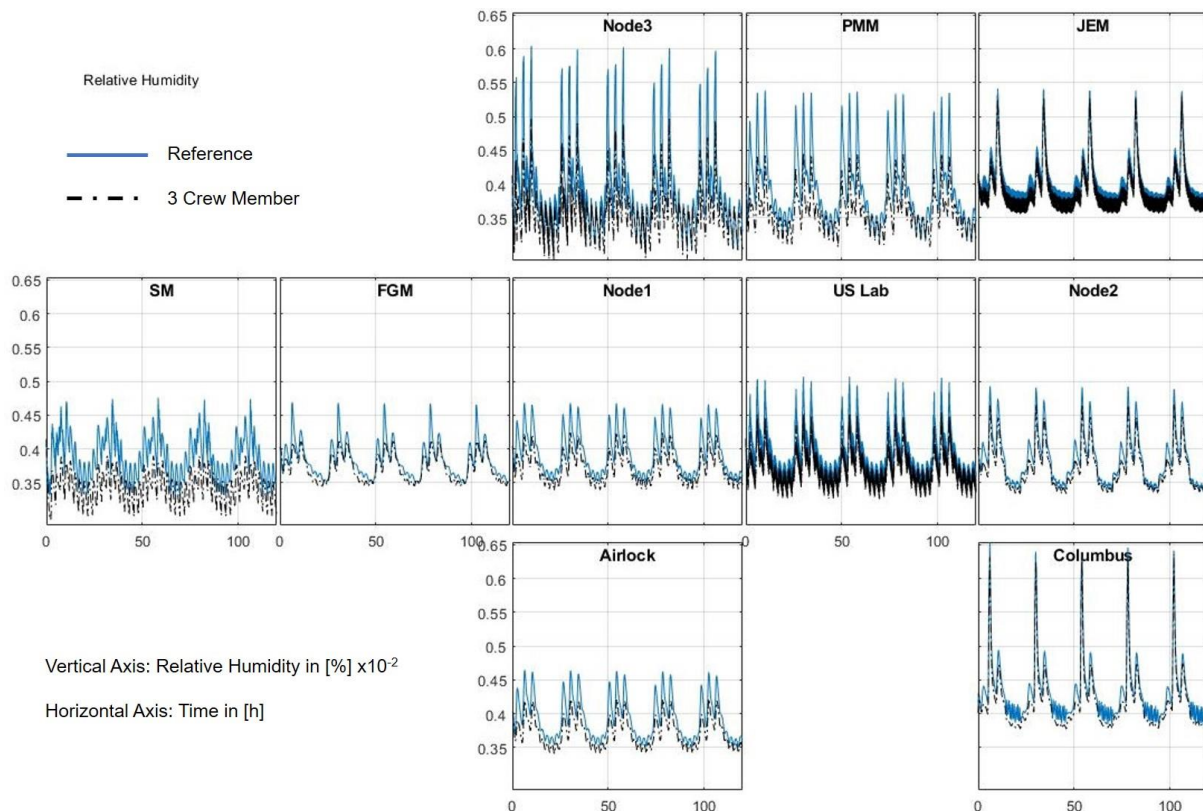 Relative Humidity
Reference
3 Crew Member
Node3
PMM
JEM
0.65
0.6
0.55
0.5
0.45
0.4
0.35
SM
FGM
Node1
US Lab
Node2
0.65
0.6
0.55
0.5
0.45
0.4
0.35
0 50 100
0 50 100
0 50 100
Airlock
Columbus
0.65
0.6
0.55
0.5
0.45
0.4
0.35
0 50 100
0 50 100
Vertical Axis: Relative Humidity in [%] x10⁻²
Horizontal Axis: Time in [h]